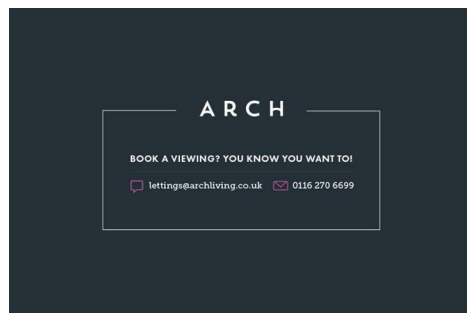 ARCH
BOOK A VIEWING? YOU KNOW YOU WANT TO!
lettings@archliving.co.uk 0116 270 6699